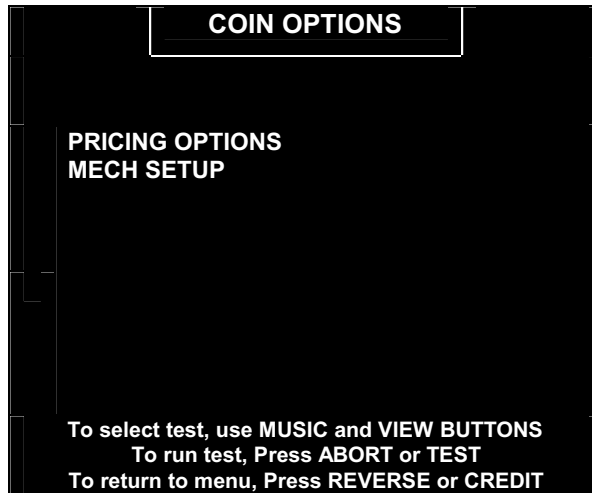 COIN OPTIONS
PRICING OPTIONS
MECH SETUP
To select test, use MUSIC and VIEW BUTTONS
To run test, Press ABORT or TEST
To return to menu, Press REVERSE or CREDIT